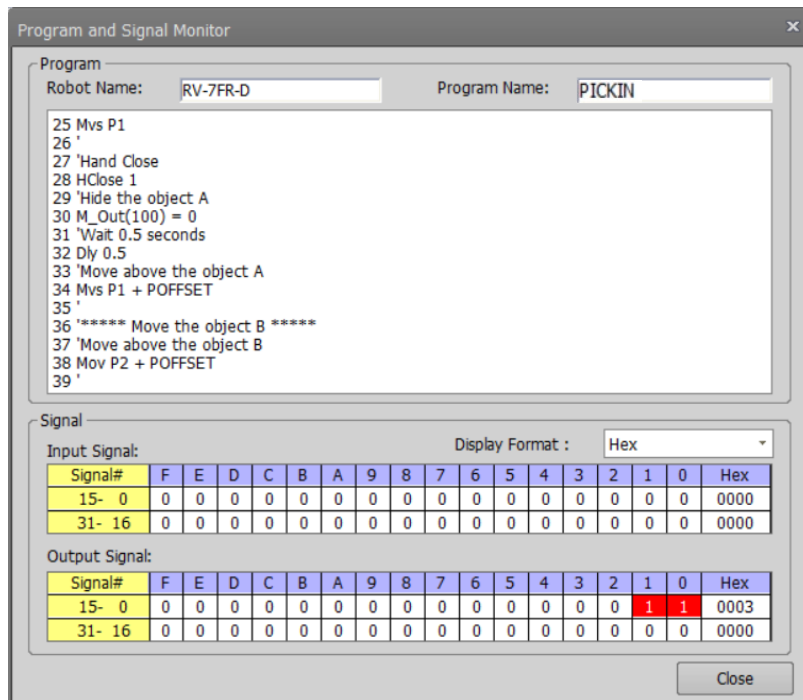 Program and Signal Monitor ×
Program
Robot Name: RV-7FR-D Program Name: PICKIN
25 Mvs P1
26 '
27 'Hand Close
28 HClose 1
29 'Hide the object A
30 M_Out(100) = 0
31 'Wait 0.5 seconds
32 Dly 0.5
33 'Move above the object A
34 Mvs P1 + POFFSET
35 '
36 '***** Move the object B *****
37 'Move above the object B
38 Mov P2 + POFFSET
39 '
Signal
Input Signal: Display Format : Hex
Signal# F E D C B A 9 8 7 6 5 4 3 2 1 0 Hex
15- 0 0 0 0 0 0 0 0 0 0 0 0 0 0 0 0 0 0000
31- 16 0 0 0 0 0 0 0 0 0 0 0 0 0 0 0 0 0000
Output Signal:
Signal# F E D C B A 9 8 7 6 5 4 3 2 1 0 Hex
15- 0 0 0 0 0 0 0 0 0 0 0 0 0 0 0 1 1 0003
31- 16 0 0 0 0 0 0 0 0 0 0 0 0 0 0 0 0 0000
Close